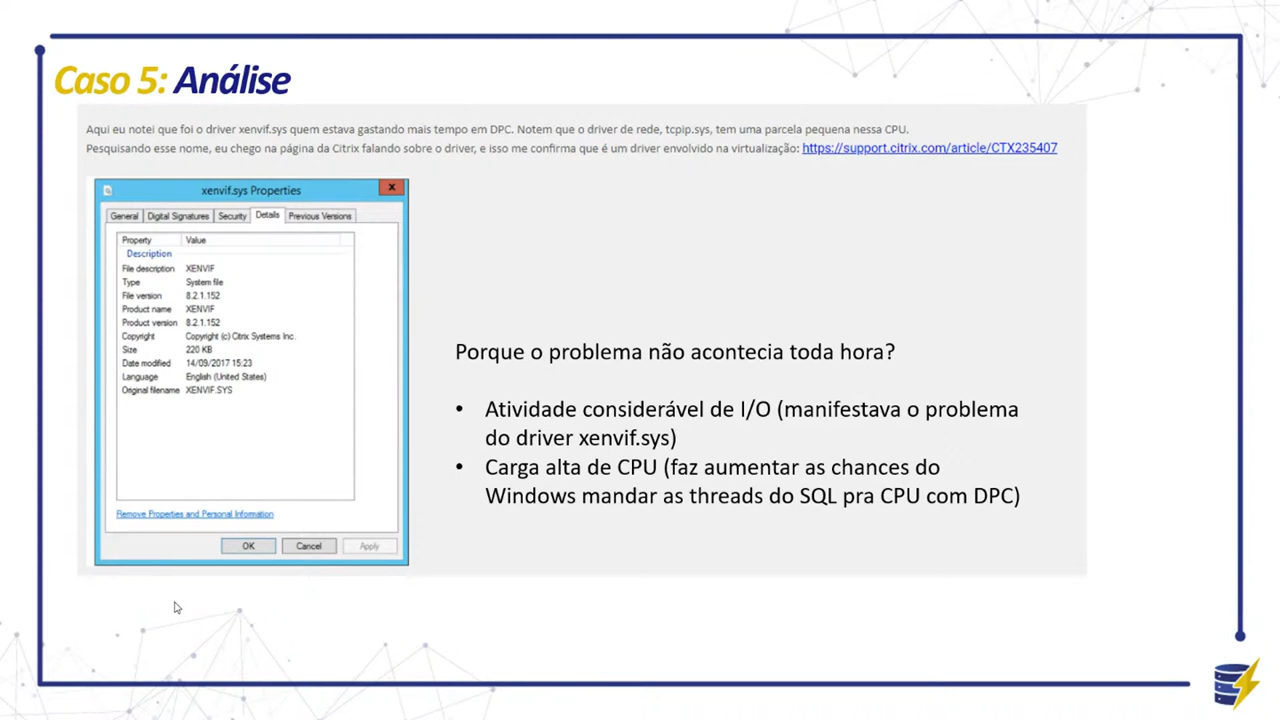 Caso 5: Análise
Aqui eu notei que foi o driver xenvif.sys quem estava gastando mais tempo em DPC. Notem que o driver de rede, tcpip.sys, tem uma parcela pequena nessa CPU.
Pesquisando esse nome, eu chego na página da Citrix falando sobre o driver, e isso me confirma que é um driver envolvido na virtualização: https://support.citrix.com/article/CTX235407
xenvif.sys Properties
General Digital Signatures Security Details Previous Versions
Property Value
Description
File description XENVIF
Type System file
File version 8.2.1.152
Product name XENVIF
Product version 8.2.1.152
Copyright Copyright (c) Citrix Systems Inc.
Size 220 KB
Date modified 14/09/2017 15:23
Language English (United States)
Original filename XENVIF.SYS
Remove Properties and Personal Information
OK Cancel Apply
Porque o problema não acontecia toda hora?
• Atividade considerável de I/O (manifestava o problema
do driver xenvif.sys)
• Carga alta de CPU (faz aumentar as chances do
Windows mandar as threads do SQL pra CPU com DPC)